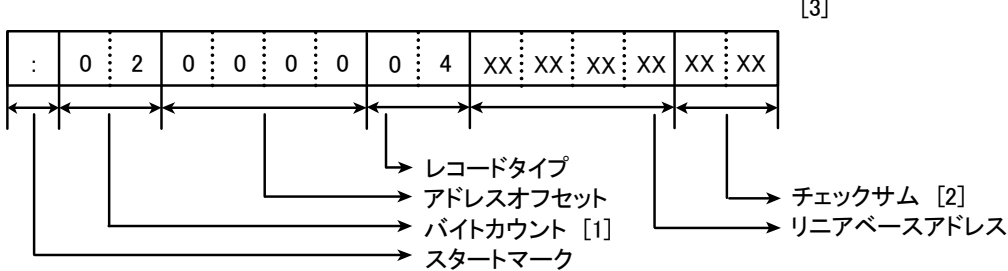 [3]
: 0 2 0 0 0 0 0 4 XX XX XX XX XX XX
レコードタイプ
アドレスオフセット
バイトカウント [1]
スタートマーク
チェックサム [2]
リニアベースアドレス